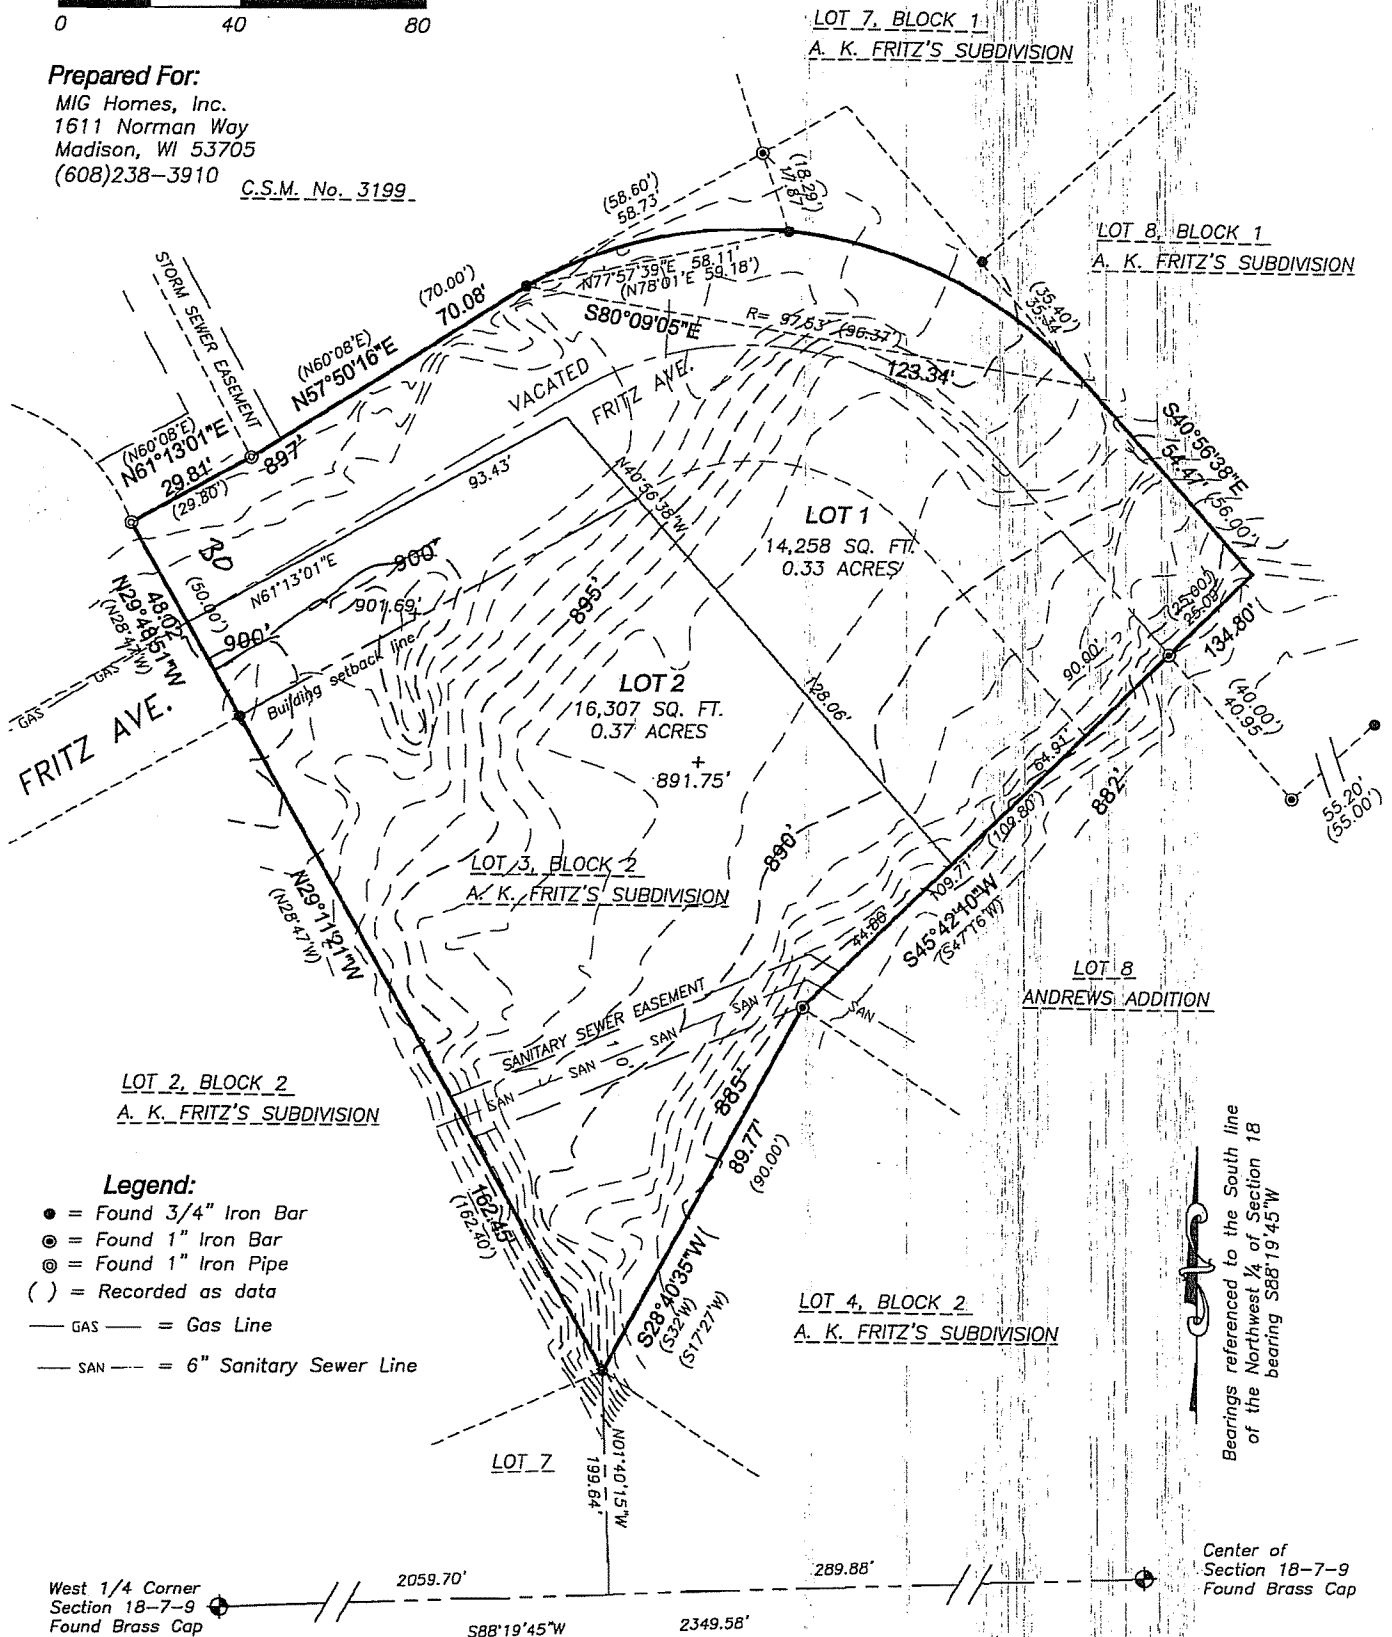 0 40 80
Prepared For:
MIG Homes, Inc.
1611 Norman Way
Madison, WI 53705
(608)238-3910
C.S.M. No. 3199
LOT 7, BLOCK 1
A. K. FRITZ'S SUBDIVISION
LOT 8, BLOCK 1
A. K. FRITZ'S SUBDIVISION
STORM SEWER EASEMENT
(58.60')
58.73'
(18.29')
17.87'
(70.00')
70.08'
N77°57'39"E 58.11'
(N78°01'E 59.18')
S80°09'05"E
R= 97.53' (96.37')
123.34'
(35.40')
35.34'
(N60°08'E)
N57°50'16"E
VACATED
FRITZ AVE.
(N60°08'E)
N61°13'01"E
29.81'
(29.80')
897'
93.43'
N40°56'38"W
S40°56'38"E
54.47' (56.00')
LOT 1
14,258 SQ. FT.
0.33 ACRES
30
(50.00')
N61°13'01"E
900'
901.69'
895'
48.02'
N29°48'51"W
(N28°47'W)
900'
Building setback line
GAS GAS
FRITZ AVE.
(25.00')
25.09'
134.80'
90.00'
LOT 2
16,307 SQ. FT.
0.37 ACRES
891.75'
128.06'
(40.00')
40.95'
55.20'
(55.00')
64.91'
882'
(109.80')
109.71'
890'
LOT 3, BLOCK 2
A. K. FRITZ'S SUBDIVISION
N29°11'21"W
(N28°47'W)
44.80'
S45°42'10"W
(S47°16'W)
LOT 8
ANDREWS ADDITION
SANITARY SEWER EASEMENT
SAN SAN SAN SAN SAN
10'
885'
89.77'
(90.00')
LOT 2, BLOCK 2
A. K. FRITZ'S SUBDIVISION
Legend:
● = Found 3/4" Iron Bar
◉ = Found 1" Iron Bar
◎ = Found 1" Iron Pipe
( ) = Recorded as data
GAS = Gas Line
SAN = 6" Sanitary Sewer Line
162.45'
(162.40')
S28°40'35"W
(S32°W)
(S17°27'W)
LOT 4, BLOCK 2
A. K. FRITZ'S SUBDIVISION
Bearings referenced to the South line
of the Northwest ¼ of Section 18
bearing S88°19'45"W
LOT 7
N01°40'15"W
199.64'
West 1/4 Corner
Section 18-7-9
Found Brass Cap
2059.70'
289.88'
S88°19'45"W
2349.58'
Center of
Section 18-7-9
Found Brass Cap